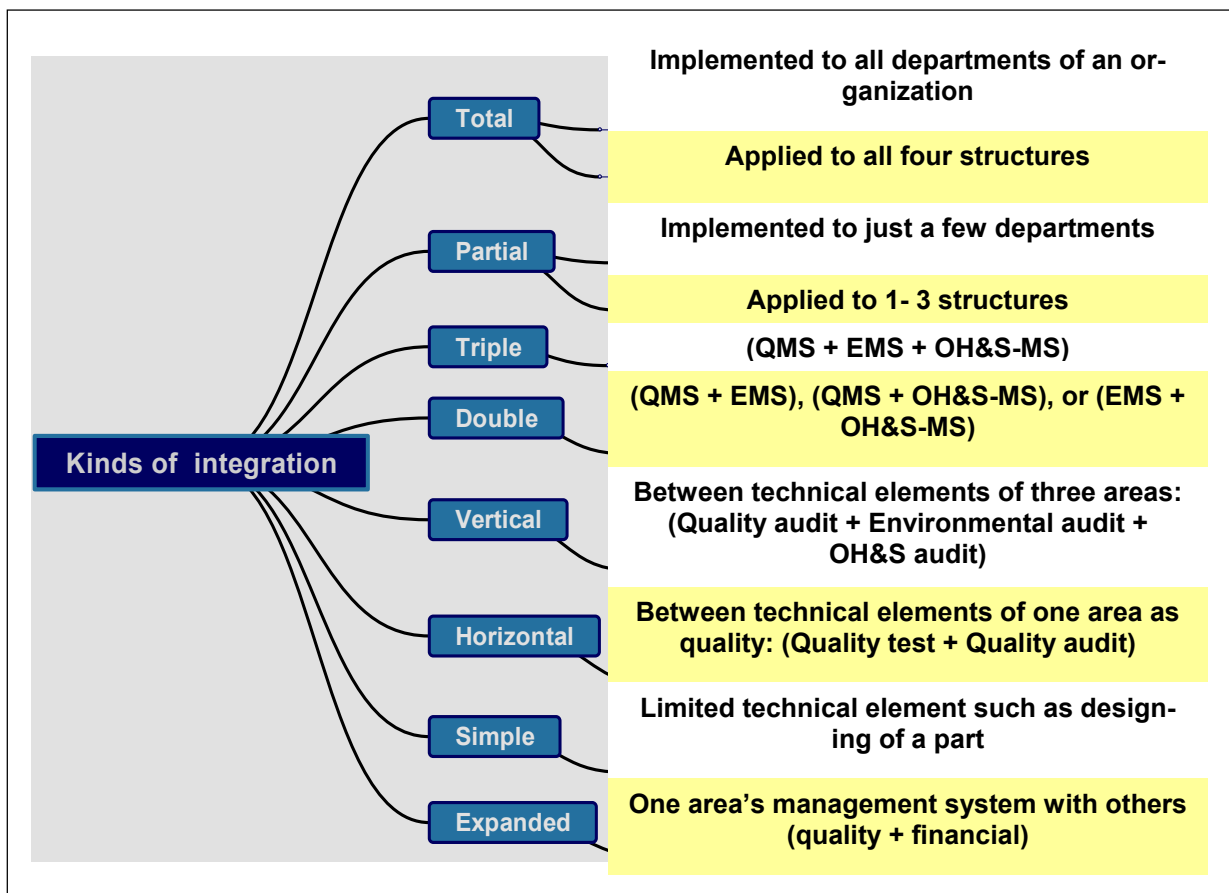 Implemented to all departments of an or-
ganization
Total
Applied to all four structures
Implemented to just a few departments
Partial
Applied to 1- 3 structures
Triple
(QMS + EMS + OH&S-MS)
(QMS + EMS), (QMS + OH&S-MS), or (EMS +
OH&S-MS)
Double
Kinds of  integration
Between technical elements of three areas:
(Quality audit + Environmental audit +
OH&S audit)
Vertical
Between technical elements of one area as
quality: (Quality test + Quality audit)
Horizontal
Limited technical element such as design-
ing of a part
Simple
One area’s management system with others
(quality + financial)
Expanded